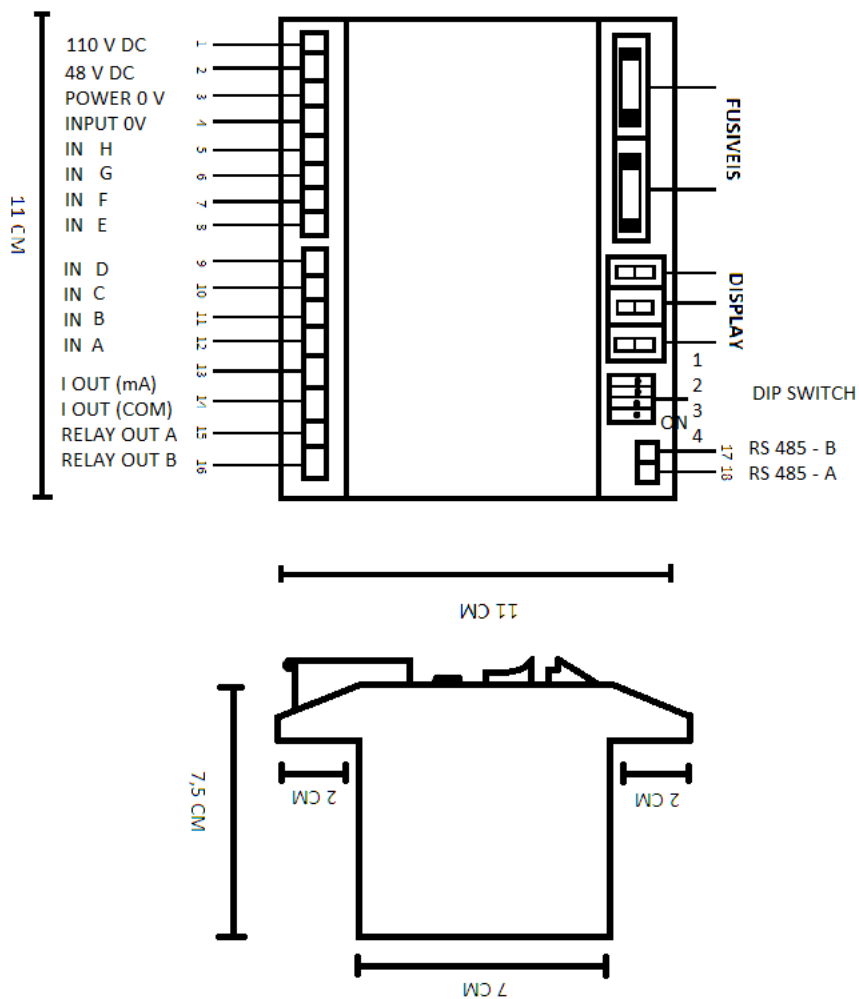 110 V DC 1
48 V DC 2
POWER 0 V 3
INPUT 0V 4
IN H 5
IN G 6
IN F 7
IN E 8
IN D 9
IN C 10
IN B 11
IN A 12
I OUT (mA) 13
I OUT (COM) 14
RELAY OUT A 15
RELAY OUT B 16
11 CM
FUSIVEIS
DISPLAY
1
2
3
4
ON
DIP SWITCH
17 RS 485 - B
18 RS 485 - A
11 CM
7,5 CM
2 CM
2 CM
7 CM